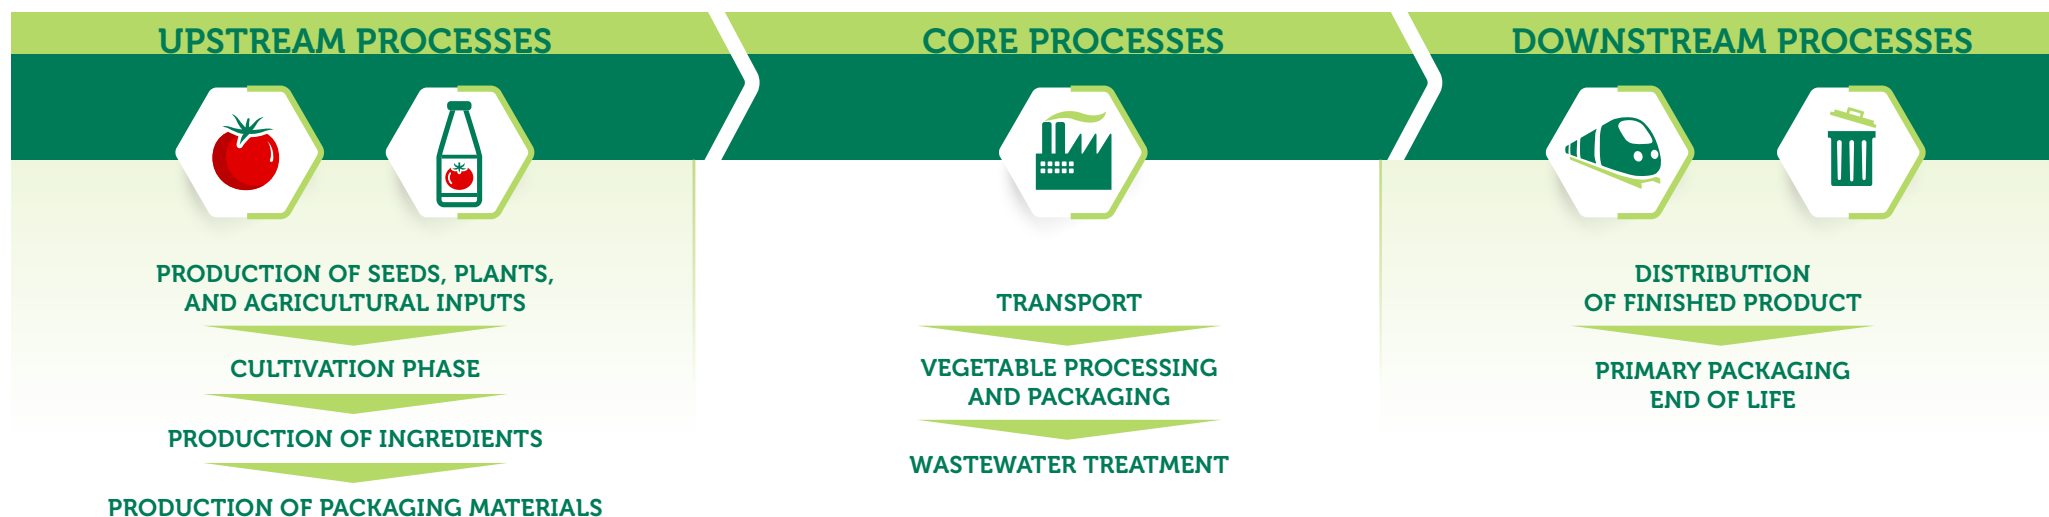 UPSTREAM PROCESSES
PRODUCTION OF SEEDS, PLANTS,
AND AGRICULTURAL INPUTS
CULTIVATION PHASE
PRODUCTION OF INGREDIENTS
PRODUCTION OF PACKAGING MATERIALS
CORE PROCESSES
TRANSPORT
VEGETABLE PROCESSING
AND PACKAGING
WASTEWATER TREATMENT
DOWNSTREAM PROCESSES
DISTRIBUTION
OF FINISHED PRODUCT
PRIMARY PACKAGING
END OF LIFE